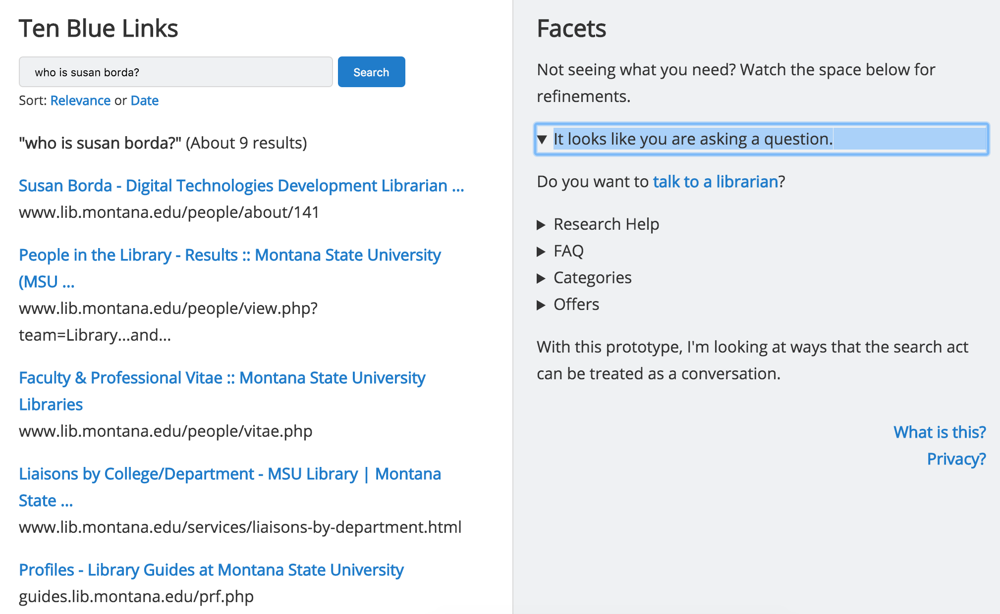 Ten Blue Links
who is susan borda?
Search
Sort: Relevance or Date
"who is susan borda?" (About 9 results)
Susan Borda - Digital Technologies Development Librarian ...
www.lib.montana.edu/people/about/141
People in the Library - Results :: Montana State University
(MSU ...
www.lib.montana.edu/people/view.php?
team=Library...and...
Faculty & Professional Vitae :: Montana State University
Libraries
www.lib.montana.edu/people/vitae.php
Liaisons by College/Department - MSU Library | Montana
State ...
www.lib.montana.edu/services/liaisons-by-department.html
Profiles - Library Guides at Montana State University
guides.lib.montana.edu/prf.php
Facets
Not seeing what you need? Watch the space below for
refinements.
It looks like you are asking a question.
Do you want to talk to a librarian?
Research Help
FAQ
Categories
Offers
With this prototype, I'm looking at ways that the search act
can be treated as a conversation.
What is this?
Privacy?